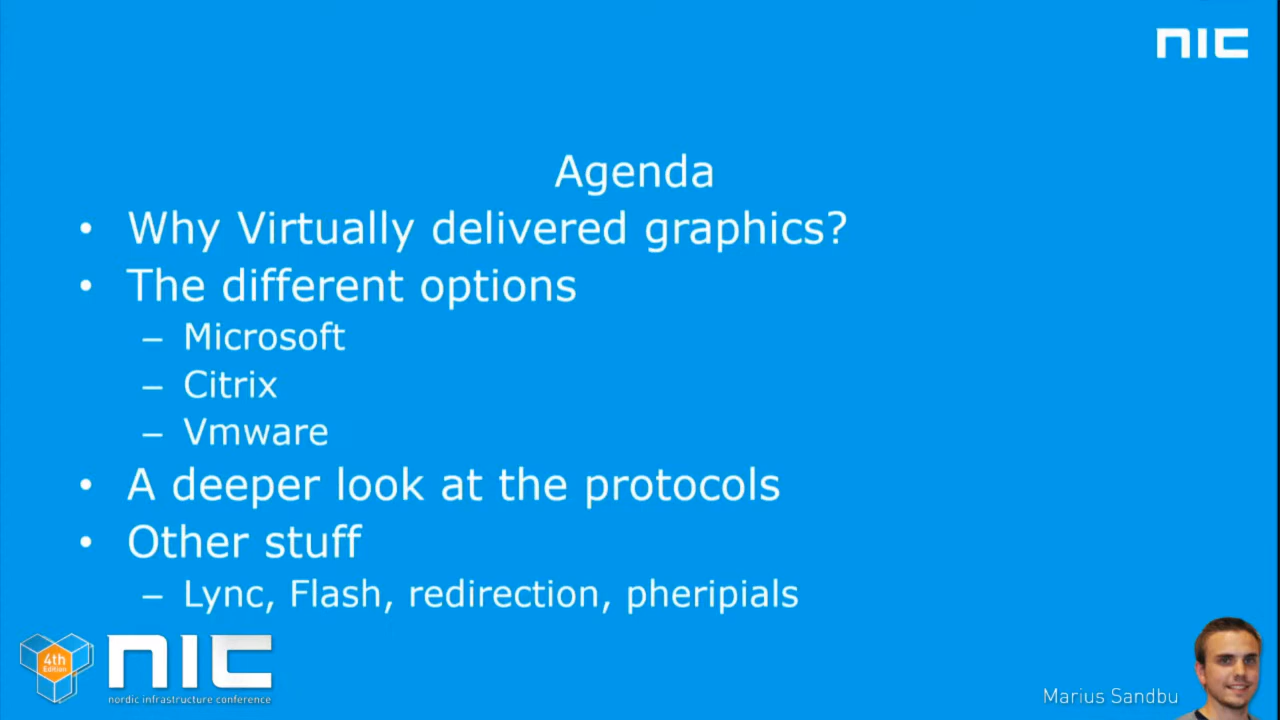 NIC
Agenda
• Why Virtually delivered graphics?
• The different options
– Microsoft
– Citrix
– Vmware
• A deeper look at the protocols
• Other stuff
– Lync, Flash, redirection, pheripials
4th
Edition
NIC
nordic infrastructure conference
Marius Sandbu